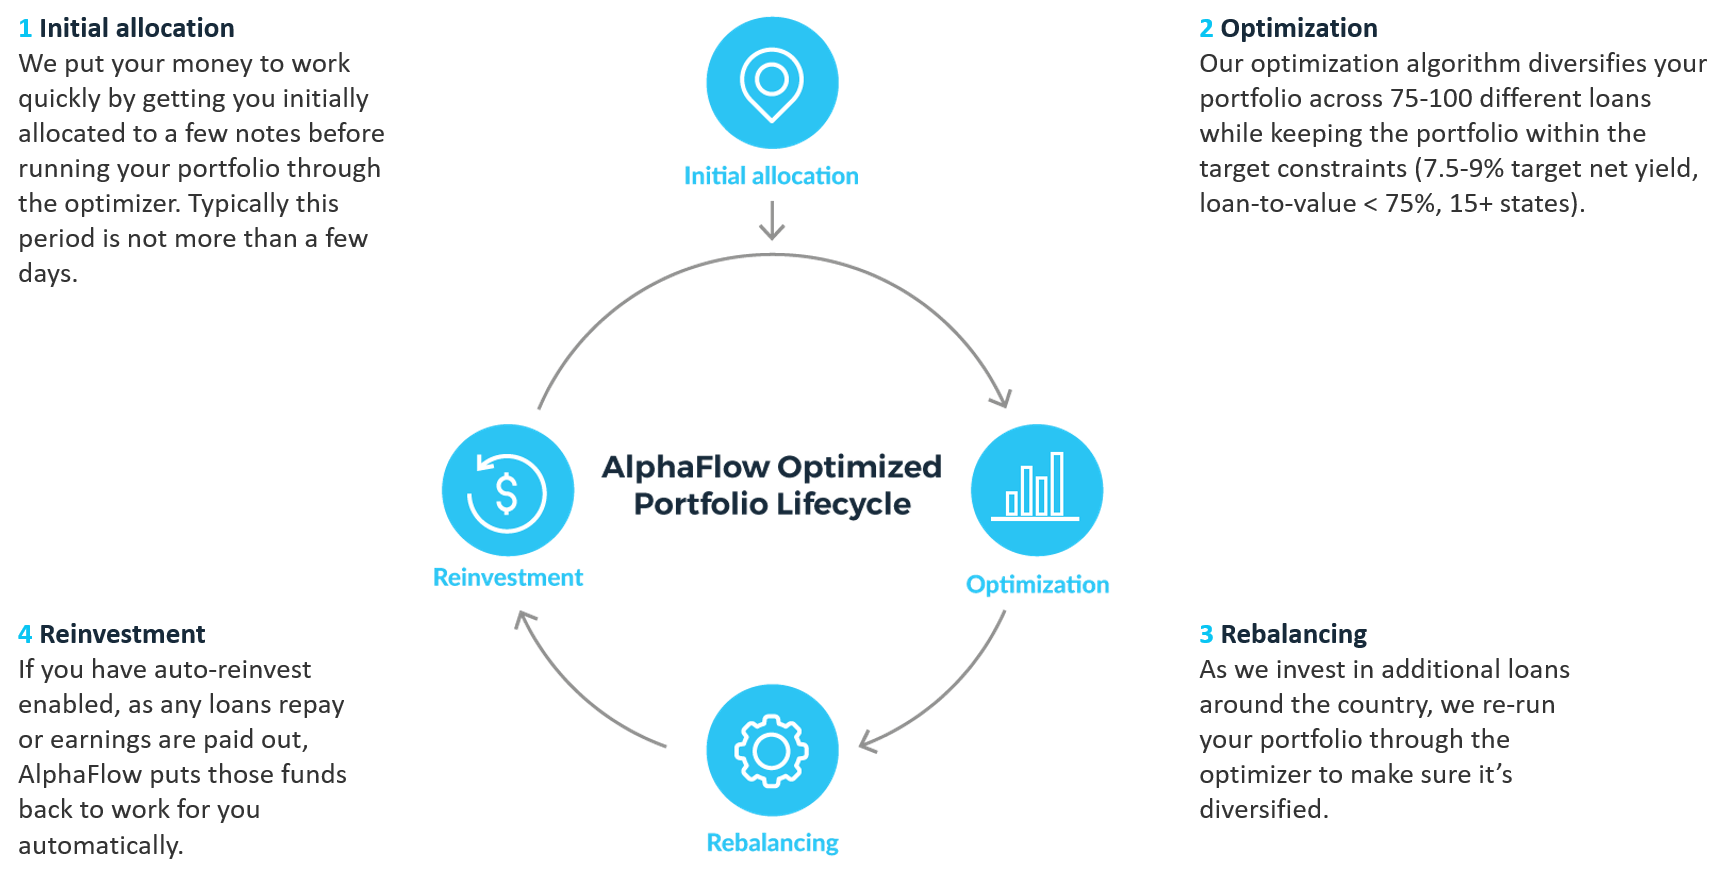 1 Initial allocation
We put your money to work
quickly by getting you initially
allocated to a few notes before
running your portfolio through
the optimizer. Typically this
period is not more than a few
days.
Initial allocation
2 Optimization
Our optimization algorithm diversifies your
portfolio across 75-100 different loans
while keeping the portfolio within the
target constraints (7.5-9% target net yield,
loan-to-value < 75%, 15+ states).
AlphaFlow Optimized
Portfolio Lifecycle
Reinvestment
Optimization
4 Reinvestment
If you have auto-reinvest
enabled, as any loans repay
or earnings are paid out,
AlphaFlow puts those funds
back to work for you
automatically.
Rebalancing
3 Rebalancing
As we invest in additional loans
around the country, we re-run
your portfolio through the
optimizer to make sure it’s
diversified.